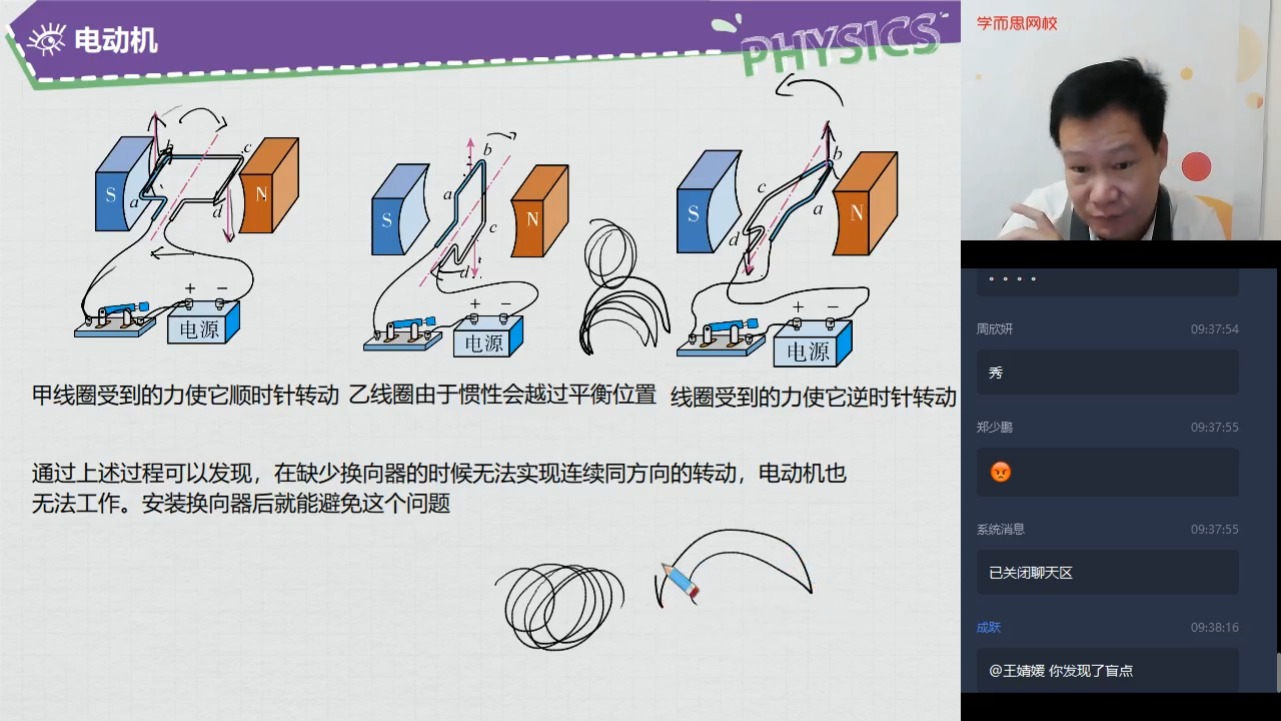 电动机
PHYSICS
学而思网校
S
N
a
b
c
d
+
−
电源
S
N
a
b
c
d
+
−
电源
S
N
a
b
c
d
+
−
电源
甲线圈受到的力使它顺时针转动
乙线圈由于惯性会越过平衡位置
线圈受到的力使它逆时针转动
通过上述过程可以发现，在缺少换向器的时候无法实现连续同方向的转动，电动机也
无法工作。安装换向器后就能避免这个问题
周欣妍 09:37:54
秀
郑少鹏 09:37:55
系统消息 09:37:55
已关闭聊天区
成跃 09:38:16
@王婧媛 你发现了盲点